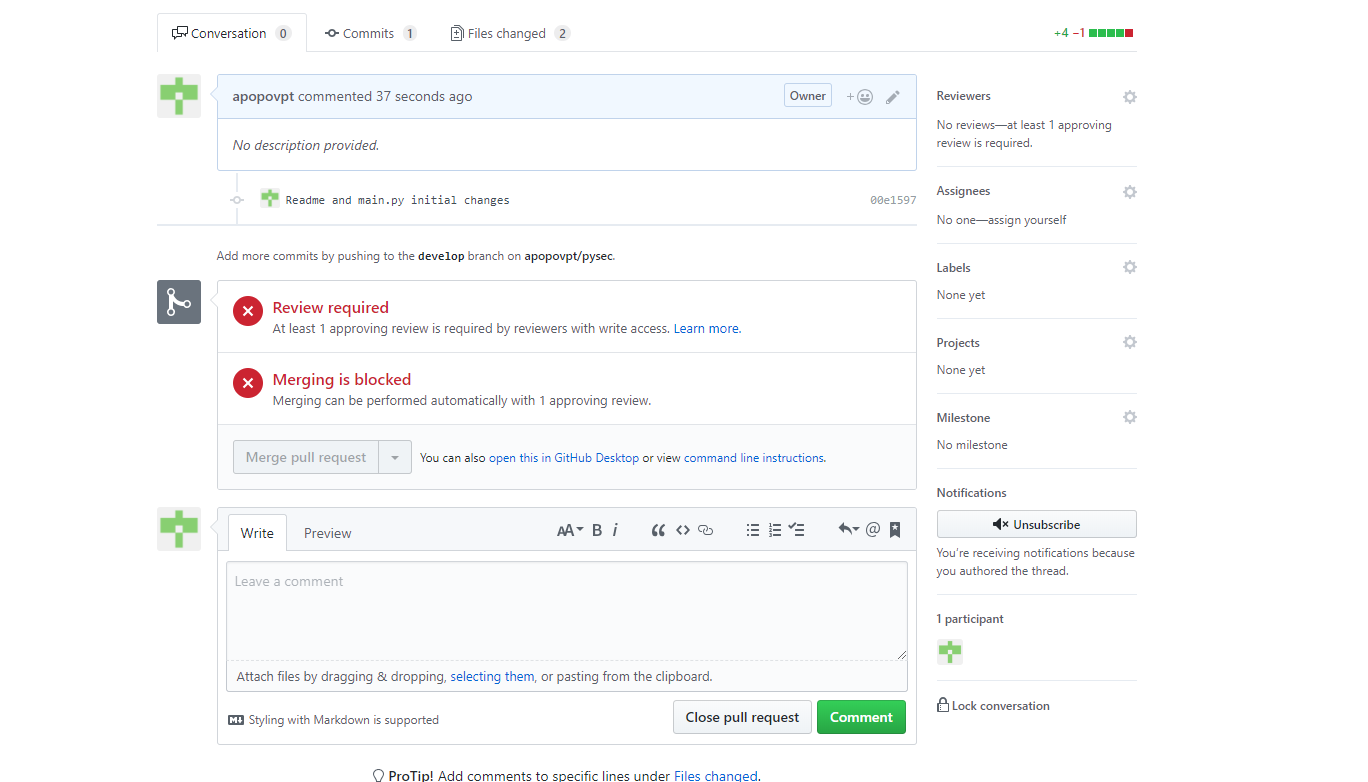 Conversation 0 Commits 1 Files changed 2 +4 −1
apopovpt commented 37 seconds ago Owner +
No description provided.
Readme and main.py initial changes 00e1597
Add more commits by pushing to the develop branch on apopovpt/pysec.
Review required
At least 1 approving review is required by reviewers with write access. Learn more.
Merging is blocked
Merging can be performed automatically with 1 approving review.
Merge pull request You can also open this in GitHub Desktop or view command line instructions.
Write Preview AA B i @
Leave a comment
Attach files by dragging & dropping, selecting them, or pasting from the clipboard.
Styling with Markdown is supported
Close pull request Comment
ProTip! Add comments to specific lines under Files changed.
Reviewers
No reviews—at least 1 approving
review is required.
Assignees
No one—assign yourself
Labels
None yet
Projects
None yet
Milestone
No milestone
Notifications
Unsubscribe
You're receiving notifications because
you authored the thread.
1 participant
Lock conversation